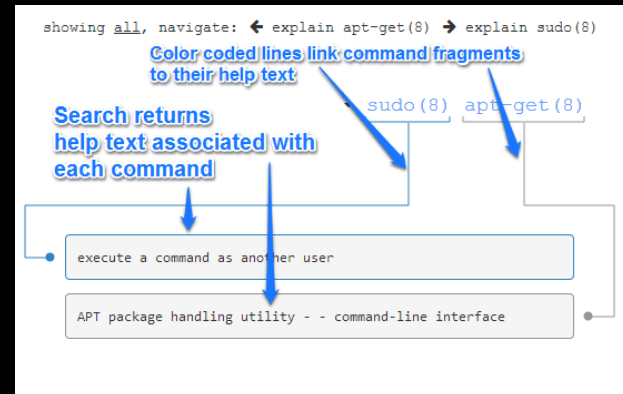 showing all, navigate: ← explain apt-get(8) → explain sudo(8)
Color coded lines link command fragments
to their help text
sudo(8) apt-get(8)
Search returns
help text associated with
each command
execute a command as another user
APT package handling utility - - command-line interface